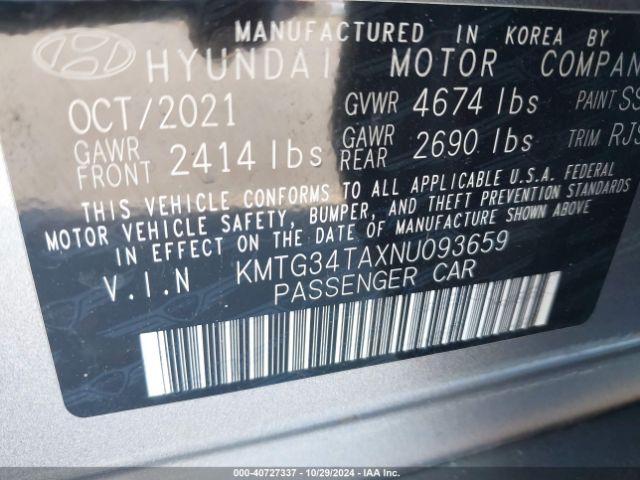 MANUFACTURED IN KOREA BY
HYUNDAI MOTOR COMPAN
OCT/2021 GVWR 4674 lbs PAINT SS
GAWR FRONT 2414 lbs GAWR REAR 2690 lbs TRIM RJS
THIS VEHICLE CONFORMS TO ALL APPLICABLE U.S.A. FEDERAL
MOTOR VEHICLE SAFETY, BUMPER, AND THEFT PREVENTION STANDARDS
IN EFFECT ON THE DATE OF MANUFACTURE SHOWN ABOVE
V.I.N KMTG34TAXNU093659
PASSENGER CAR
000-40727337 - 10/29/2024 - IAA, Inc.